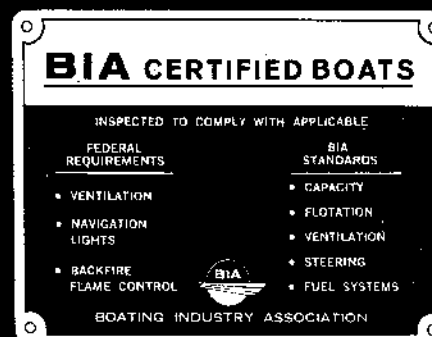 BIA CERTIFIED BOATS
INSPECTED TO COMPLY WITH APPLICABLE
FEDERAL
REQUIREMENTS
• VENTILATION
• NAVIGATION
LIGHTS
• BACKFIRE
FLAME CONTROL
BIA
STANDARDS
• CAPACITY
• FLOTATION
• VENTILATION
• STEERING
• FUEL SYSTEMS
BIA
BOATING INDUSTRY ASSOCIATION